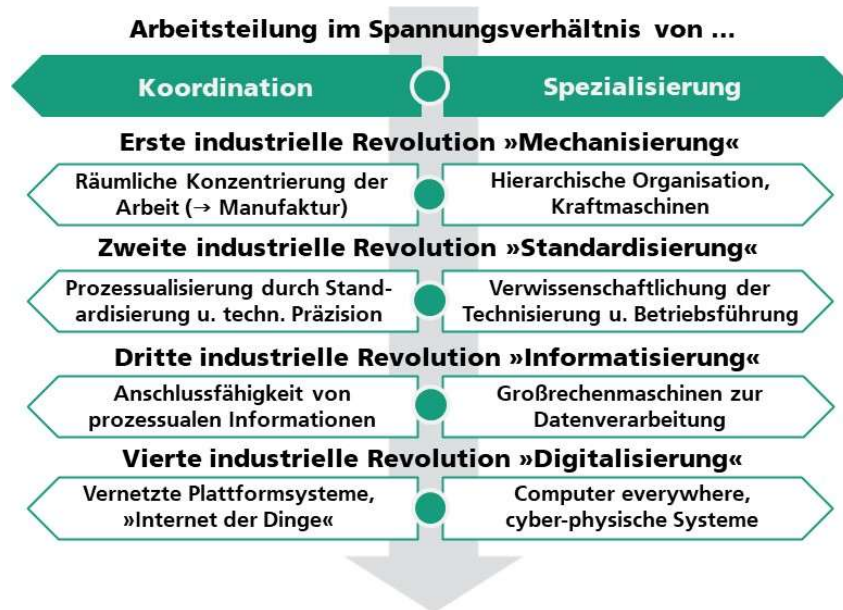 Arbeitsteilung im Spannungsverhältnis von ...
Koordination
Spezialisierung
Erste industrielle Revolution »Mechanisierung«
Räumliche Konzentrierung der
Arbeit (→ Manufaktur)
Hierarchische Organisation,
Kraftmaschinen
Zweite industrielle Revolution »Standardisierung«
Prozessualisierung durch Stand-
ardisierung u. techn. Präzision
Verwissenschaftlichung der
Technisierung u. Betriebsführung
Dritte industrielle Revolution »Informatisierung«
Anschlussfähigkeit von
prozessualen Informationen
Großrechenmaschinen zur
Datenverarbeitung
Vierte industrielle Revolution »Digitalisierung«
Vernetzte Plattformsysteme,
»Internet der Dinge«
Computer everywhere,
cyber-physische Systeme